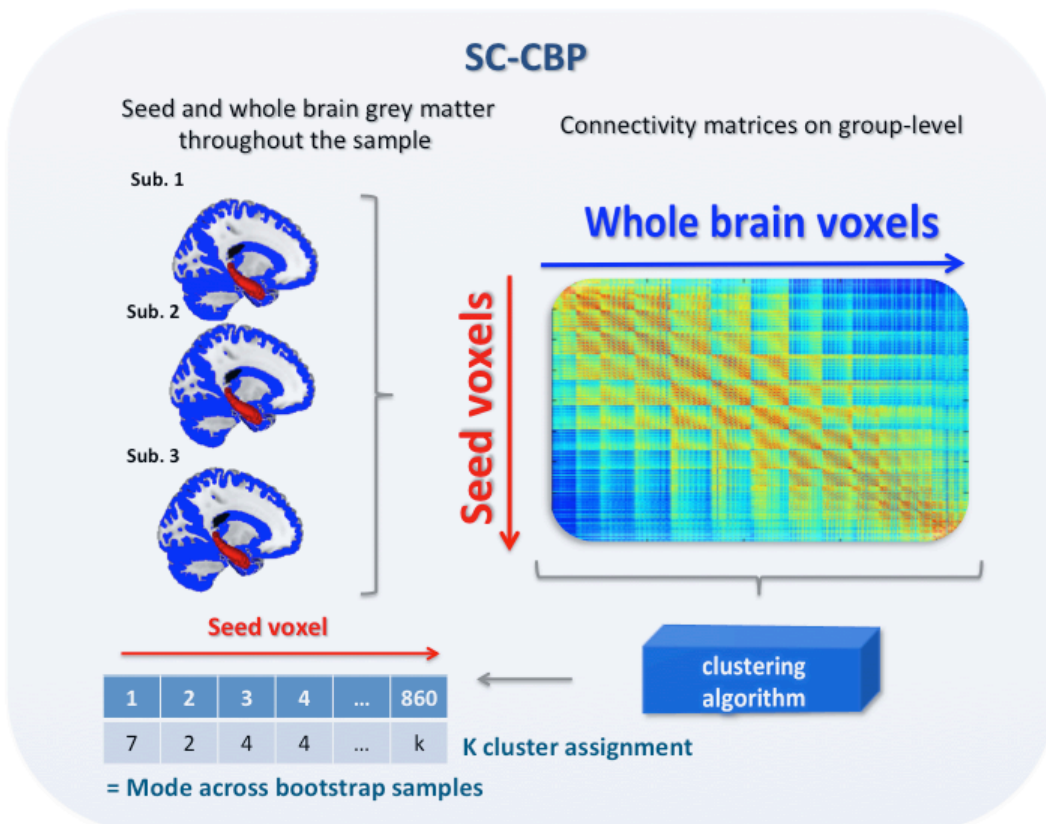 SC-CBP
Seed and whole brain grey matter
throughout the sample
Connectivity matrices on group-level
Sub. 1
Sub. 2
Sub. 3
Whole brain voxels
Seed voxels
clustering
algorithm
Seed voxel
1 2 3 4 ... 860
7 2 4 4 ... k
K cluster assignment
= Mode across bootstrap samples